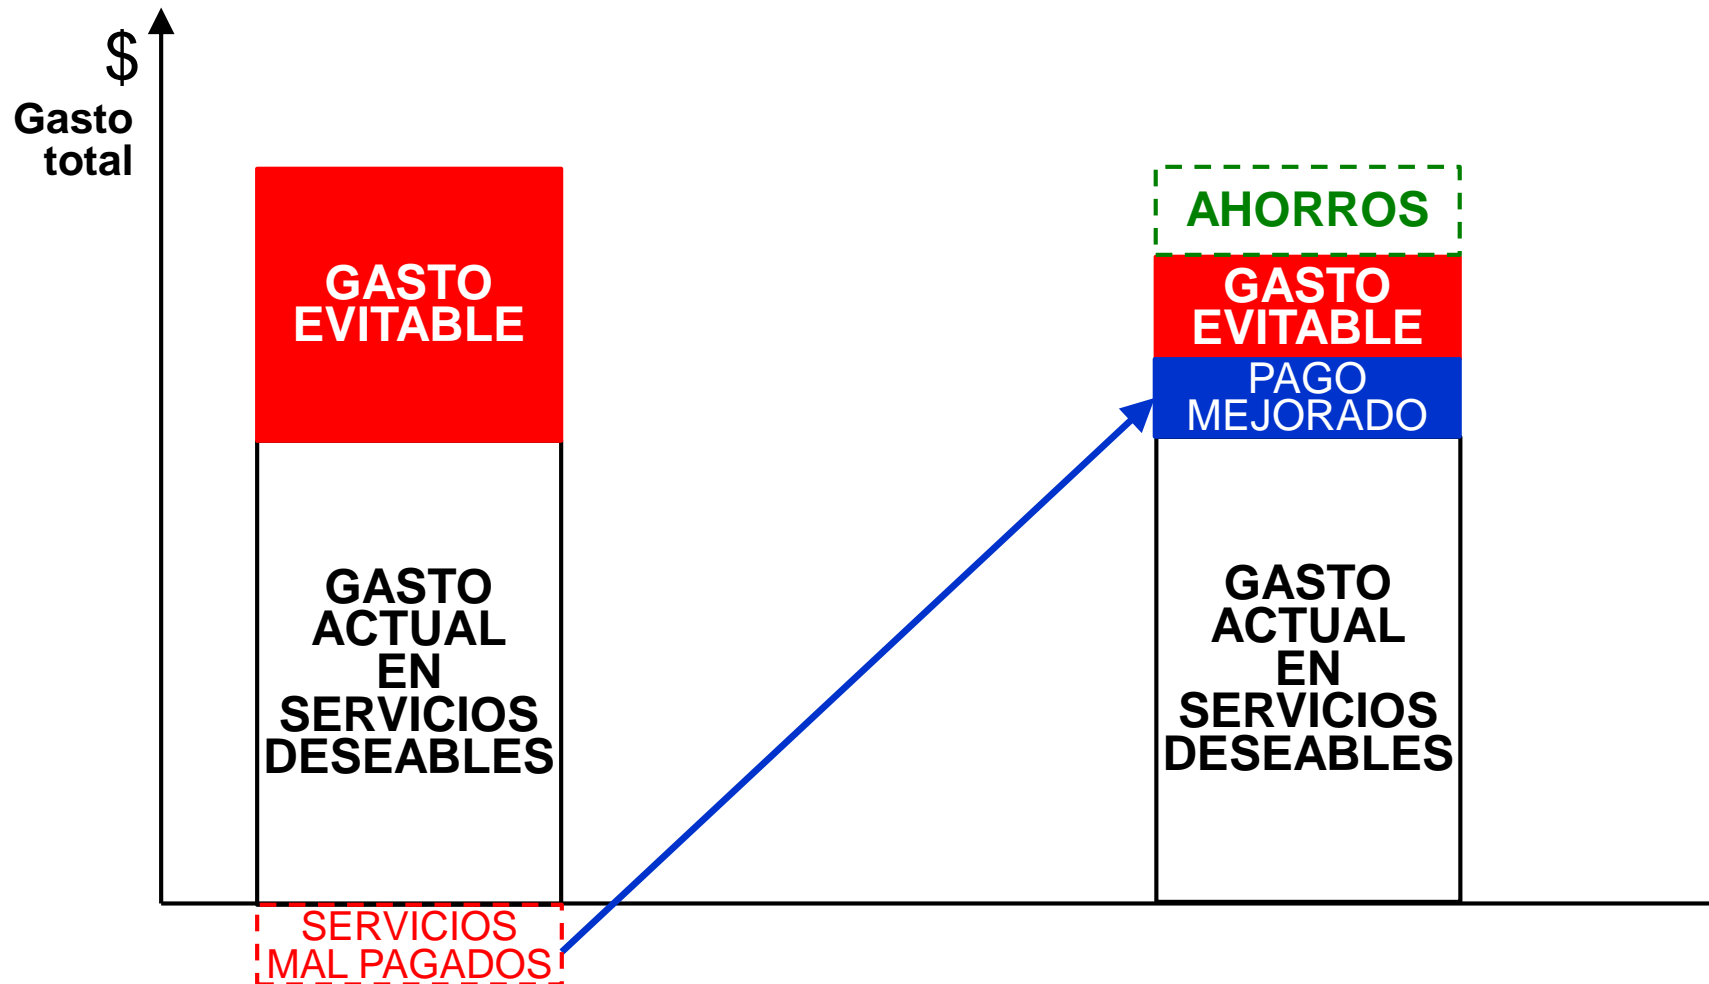 $
Gasto
total
GASTO
EVITABLE
GASTO
ACTUAL
EN
SERVICIOS
DESEABLES
SERVICIOS
MAL PAGADOS
AHORROS
GASTO
EVITABLE
PAGO
MEJORADO
GASTO
ACTUAL
EN
SERVICIOS
DESEABLES